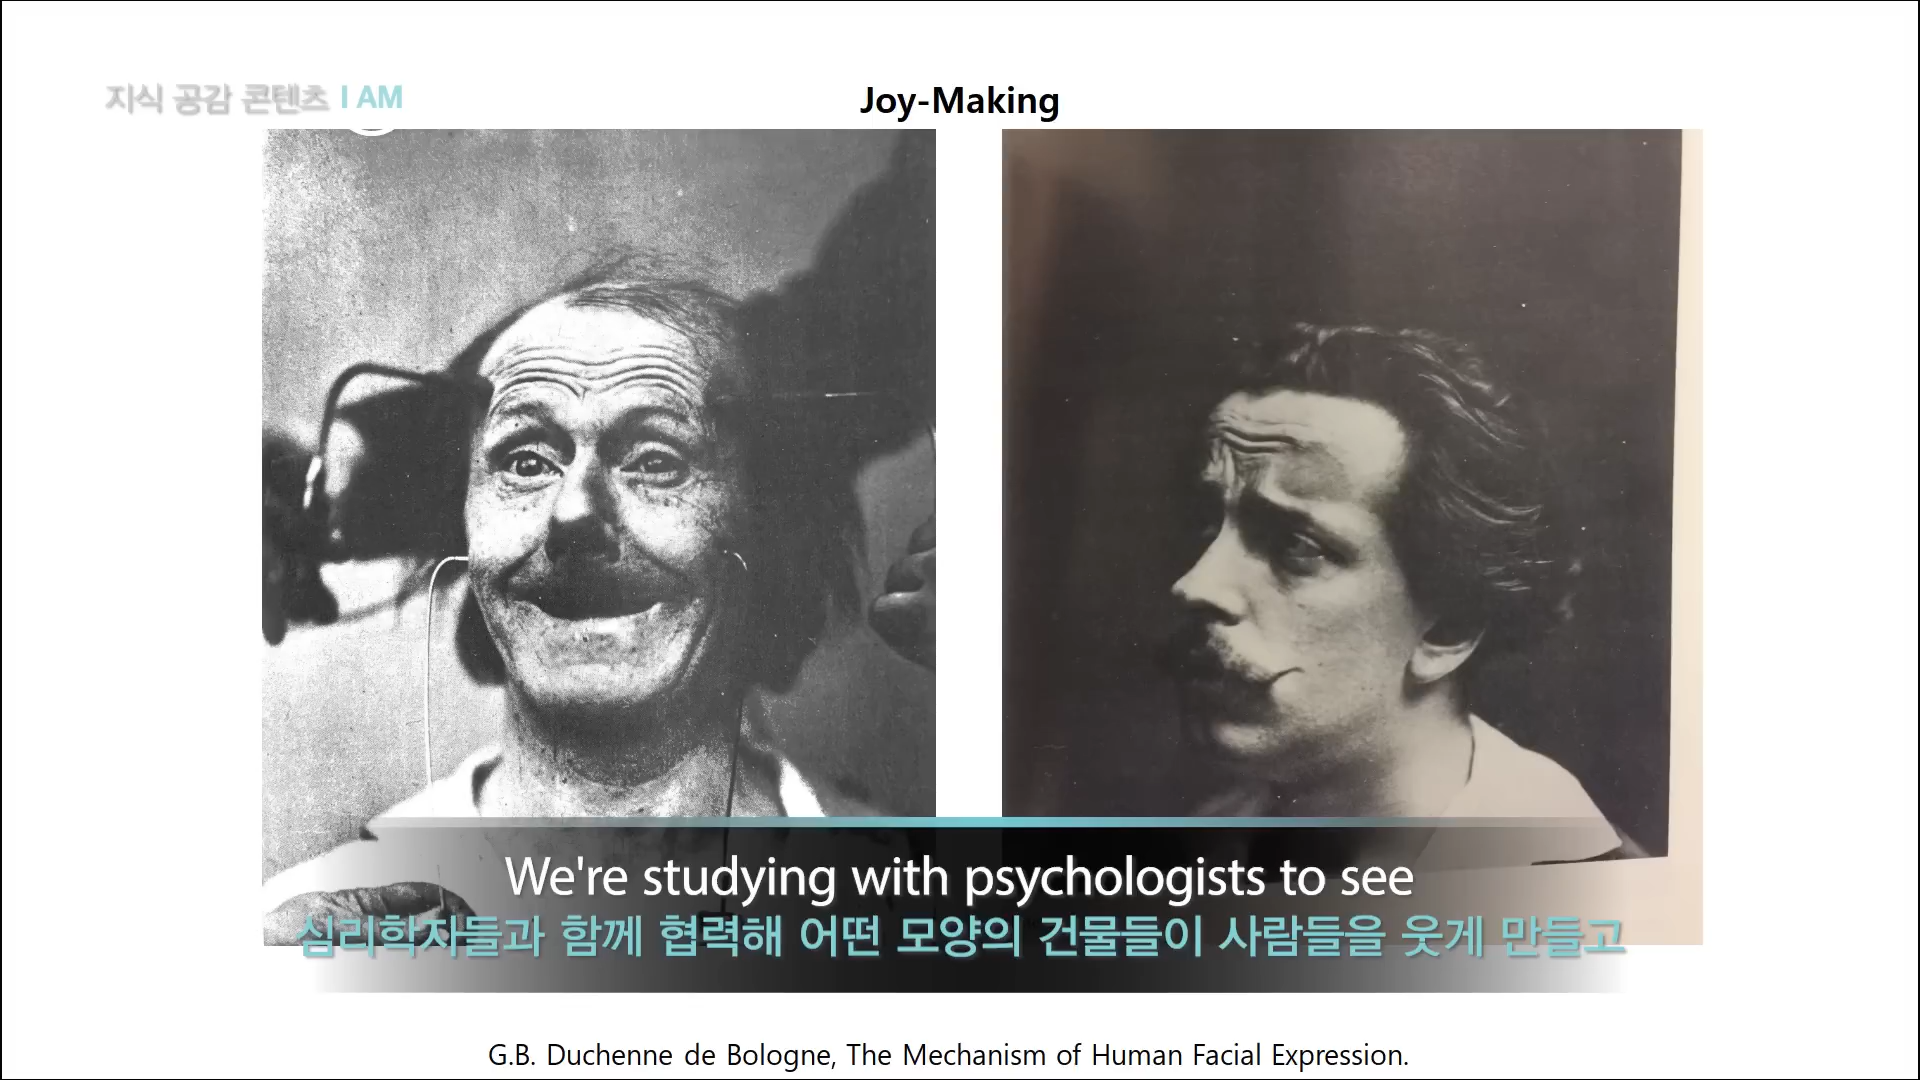 지식 공감 콘텐츠 I AM
Joy-Making
We're studying with psychologists to see
심리학자들과 함께 협력해 어떤 모양의 건물들이 사람들을 웃게 만들고
G.B. Duchenne de Bologne, The Mechanism of Human Facial Expression.